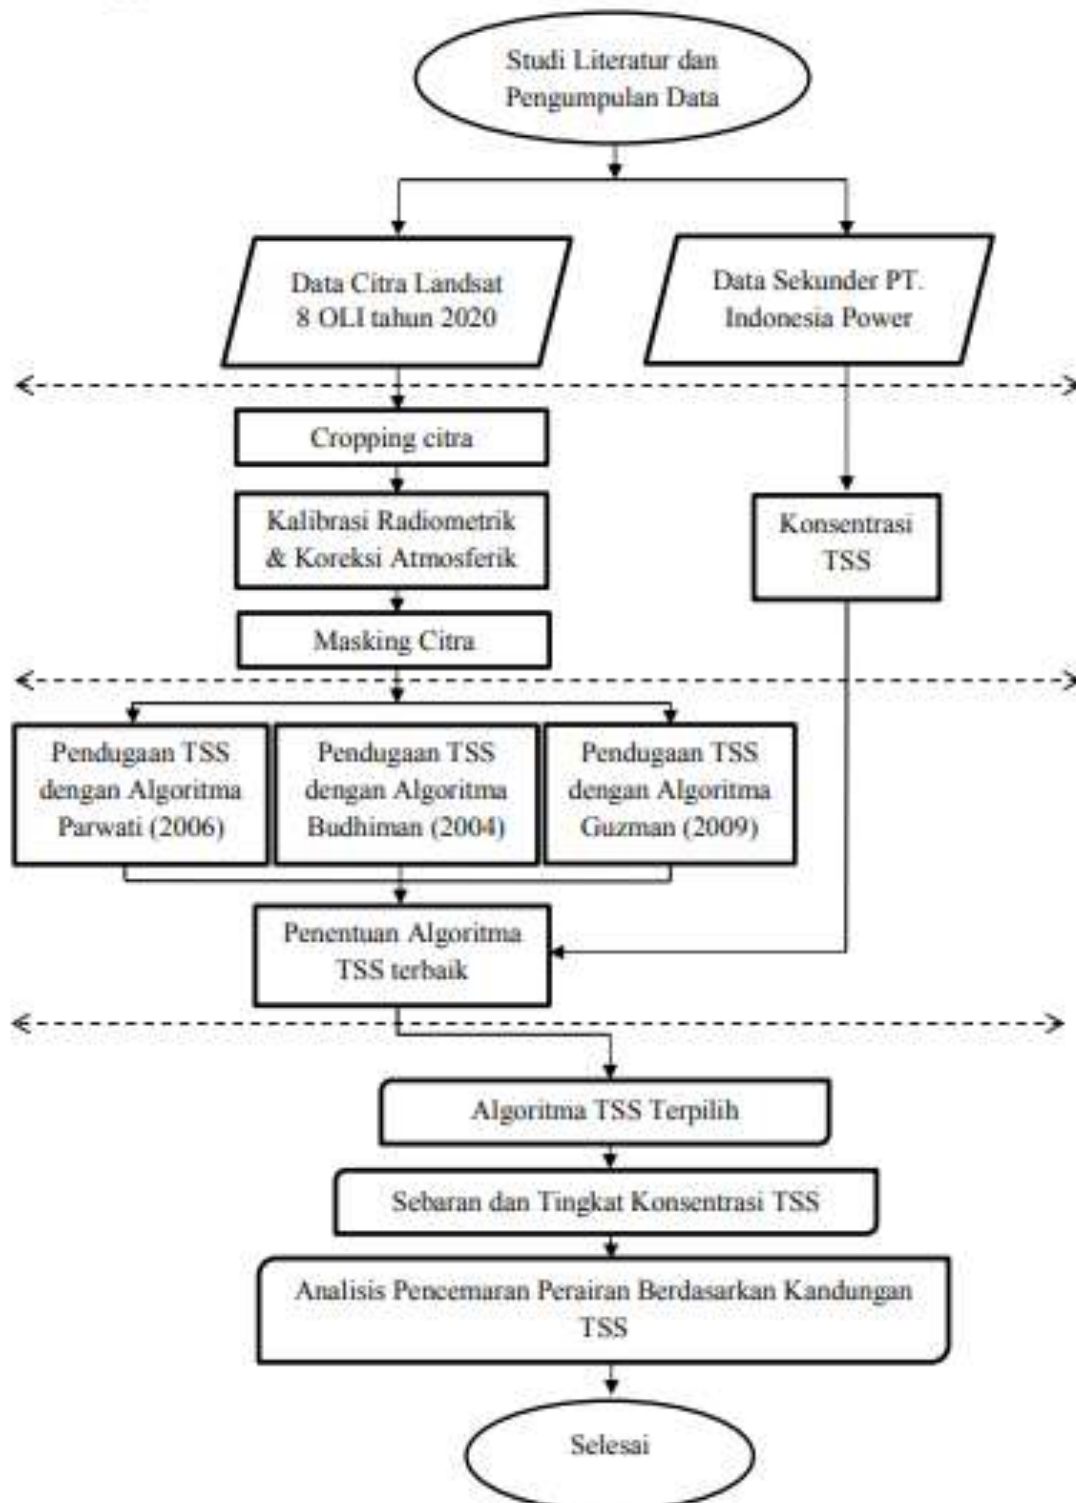 Studi Literatur dan
Pengumpulan Data
Data Citra Landsat
8 OLI tahun 2020
Data Sekunder PT.
Indonesia Power
Cropping citra
Kalibrasi Radiometrik
& Koreksi Atmosferik
Konsentrasi
TSS
Masking Citra
Pendugaan TSS
dengan Algoritma
Parwati (2006)
Pendugaan TSS
dengan Algoritma
Budhiman (2004)
Pendugaan TSS
dengan Algoritma
Guzman (2009)
Penentuan Algoritma
TSS terbaik
Algoritma TSS Terpilih
Sebaran dan Tingkat Konsentrasi TSS
Analisis Pencemaran Perairan Berdasarkan Kandungan
TSS
Selesai